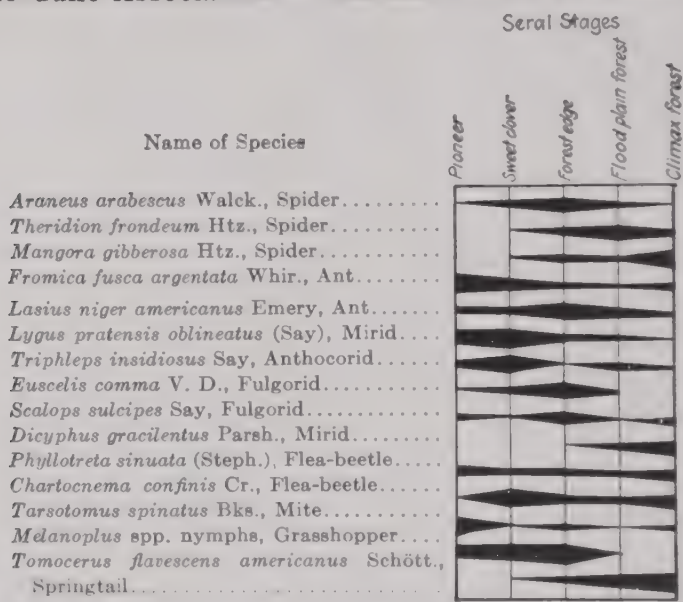 Seral Stages
Name of Species
Pioneer
Sweet clover
Forest edge
Flood plain forest
Climax forest
Araneus arabescus Walck., Spider.........
Theridion frondeum Htz., Spider..........
Mangora gibberosa Htz., Spider..........
Fromica fusca argentata Whir., Ant.......
Lasius niger americanus Emery, Ant.......
Lygus pratensis oblineatus (Say), Mirid....
Triphleps insidiosus Say, Anthocorid.......
Euscelis comma V. D., Fulgorid...........
Scalops sulcipes Say, Fulgorid............
Dicyphus gracilentus Parsh., Mirid........
Phyllotreta sinuata (Steph.), Flea-beetle....
Chartocnema confinis Cr., Flea-beetle.....
Tarsotomus spinatus Bks., Mite..........
Melanoplus spp. nymphs, Grasshopper....
Tomocerus flavescens americanus Schött.,
Springtail..............................